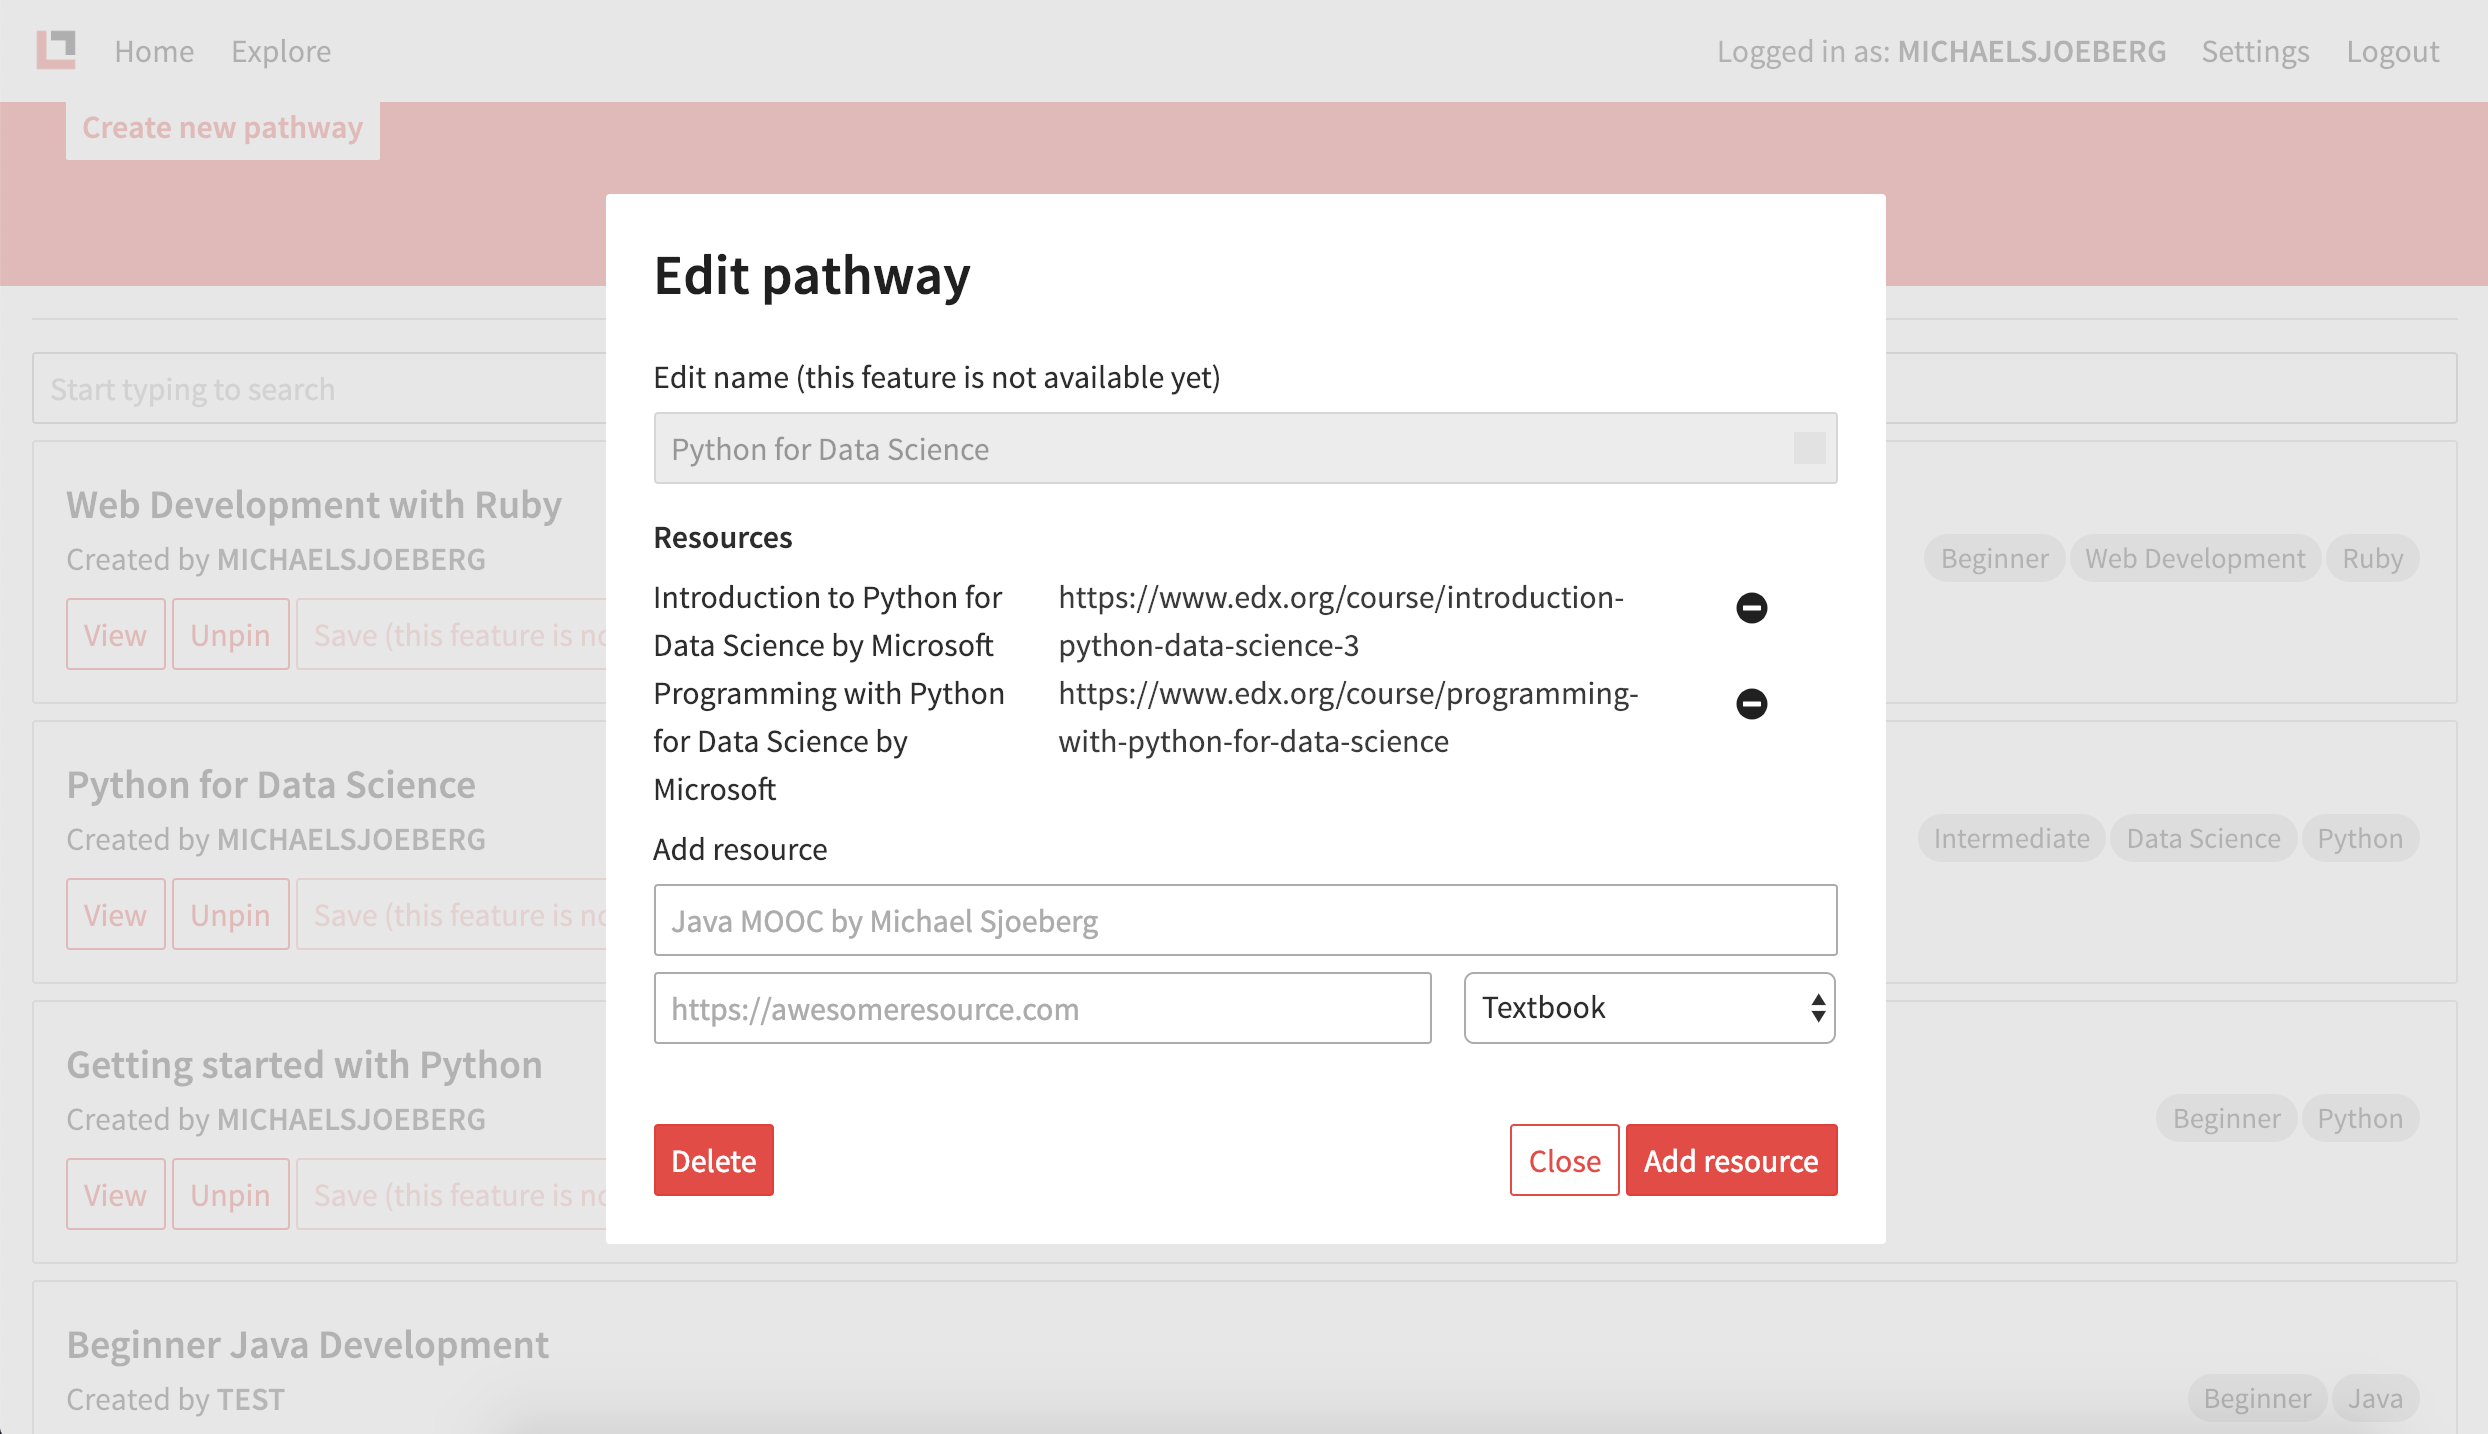 Home Explore Logged in as: MICHAELSJOEBERG Settings Logout
Create new pathway
Edit pathway
Edit name (this feature is not available yet)
Python for Data Science
Resources
Introduction to Python for
Data Science by Microsoft
https://www.edx.org/course/introduction-
python-data-science-3
Programming with Python
for Data Science by
Microsoft
https://www.edx.org/course/programming-
with-python-for-data-science
Add resource
Java MOOC by Michael Sjoeberg
https://awesomeresource.com
Textbook
Delete
Close
Add resource
Start typing to search
Web Development with Ruby
Created by MICHAELSJOEBERG
View Unpin Save (this feature is
Beginner Web Development Ruby
Python for Data Science
Created by MICHAELSJOEBERG
View Unpin Save (this feature is
Intermediate Data Science Python
Getting started with Python
Created by MICHAELSJOEBERG
View Unpin Save (this feature is
Beginner Python
Beginner Java Development
Created by TEST
Beginner Java